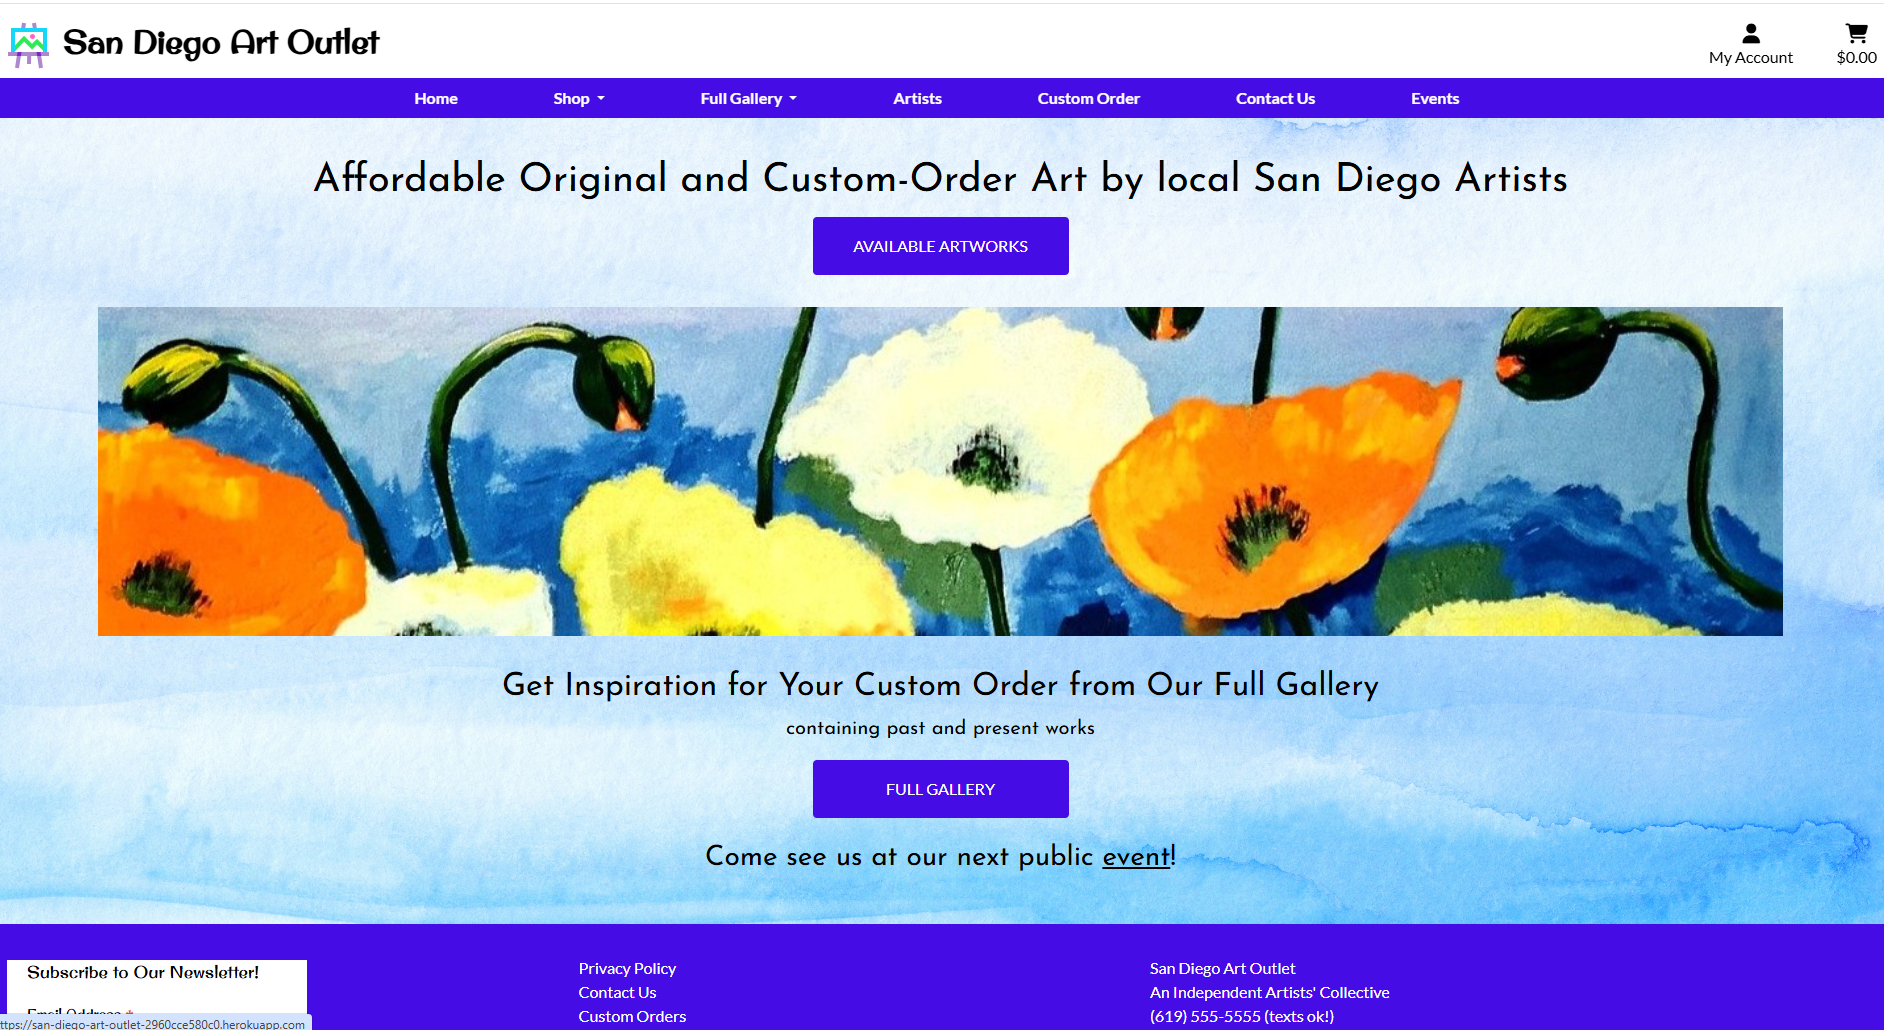 San Diego Art Outlet
My Account
$0.00
Home Shop Full Gallery Artists Custom Order Contact Us Events
Affordable Original and Custom-Order Art by local San Diego Artists
AVAILABLE ARTWORKS
Get Inspiration for Your Custom Order from Our Full Gallery
containing past and present works
FULL GALLERY
Come see us at our next public event!
Subscribe to Our Newsletter!
Email Address *
Privacy Policy
Contact Us
Custom Orders
San Diego Art Outlet
An Independent Artists' Collective
(619) 555-5555 (texts ok!)
ttps://san-diego-art-outlet-2960cce580c0.herokuapp.com